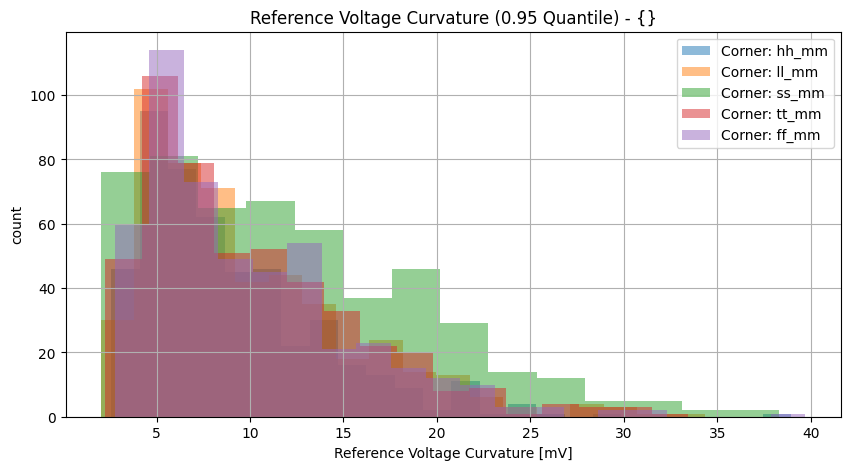 Reference Voltage Curvature (0.95 Quantile) - {}
Corner: hh_mm
Corner: ll_mm
Corner: ss_mm
Corner: tt_mm
Corner: ff_mm
count
100
80
60
40
20
0
5 10 15 20 25 30 35 40
Reference Voltage Curvature [mV]